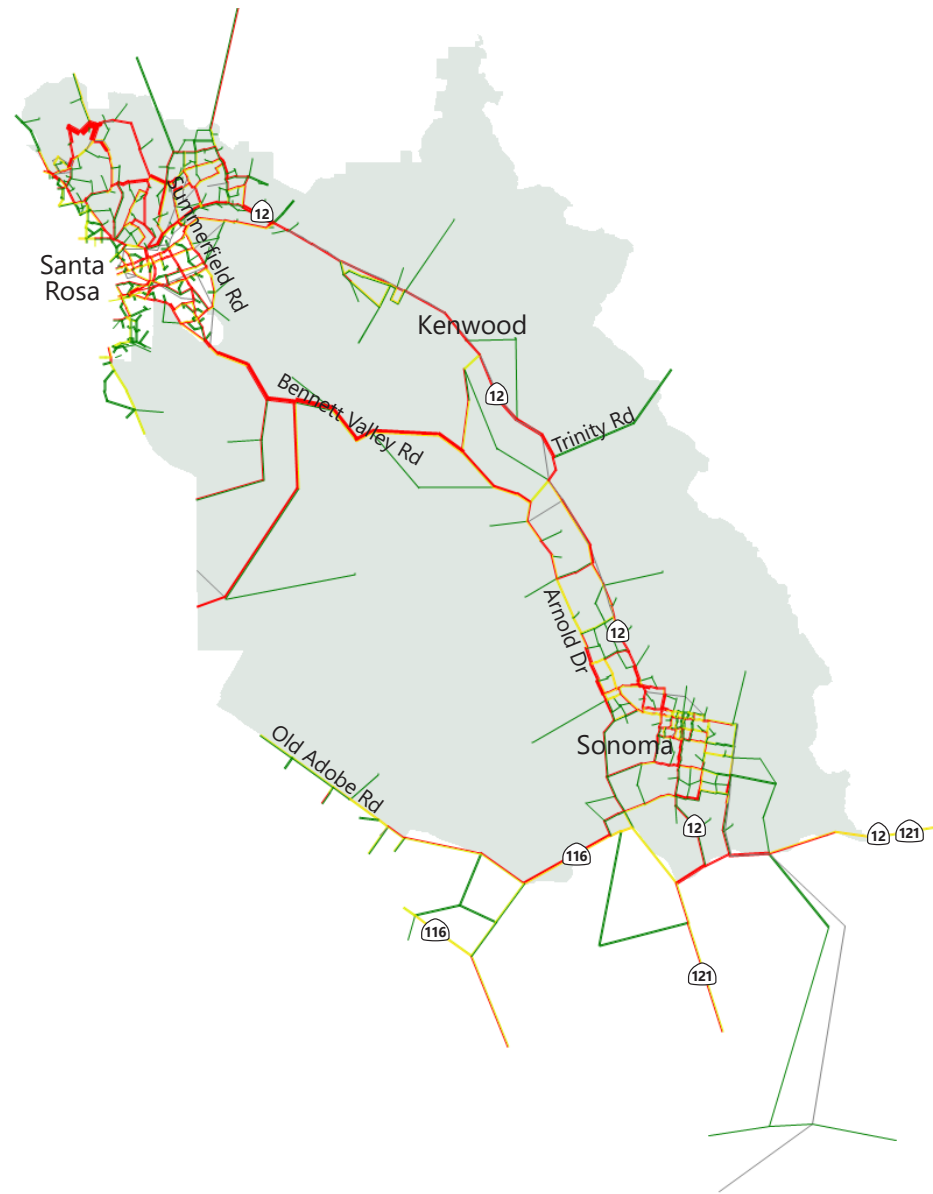 12
Summerfield Rd
Santa
Rosa
Kenwood
12
Bennett Valley Rd
Trinity Rd
Arnold Dr
12
Sonoma
Old Adobe Rd
12
12
121
116
116
121